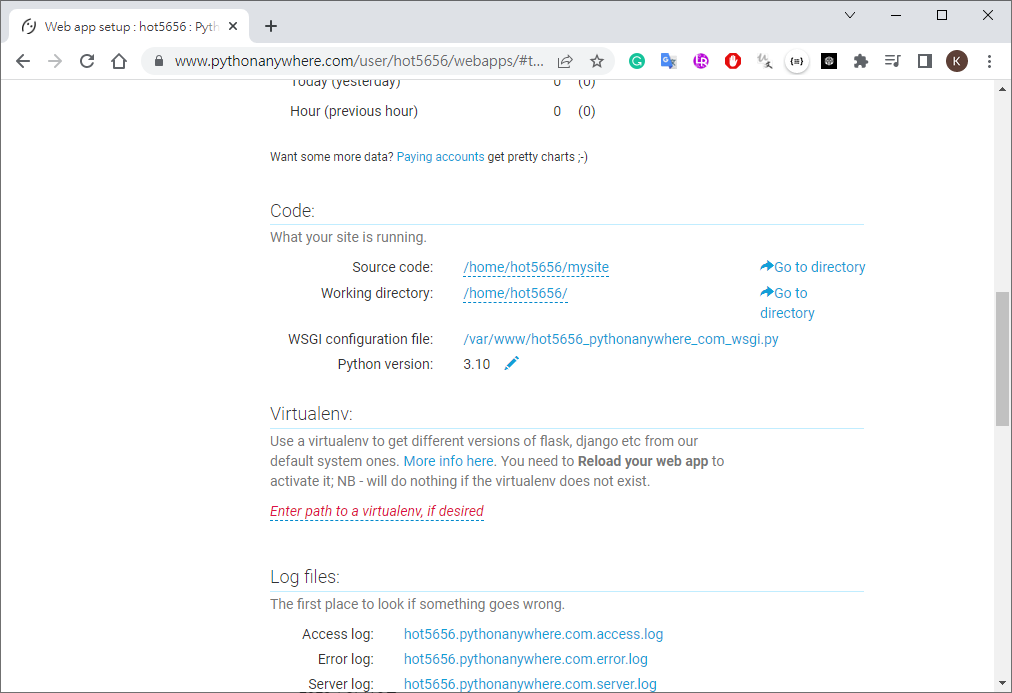 Web app setup : hot5656 : Pyth
www.pythonanywhere.com/user/hot5656/webapps/#t...
K
Today (yesterday) 0 (0)
Hour (previous hour) 0 (0)
Want some more data? Paying accounts get pretty charts ;-)
Code:
What your site is running.
Source code: /home/hot5656/mysite Go to directory
Working directory: /home/hot5656/ Go to
directory
WSGI configuration file: /var/www/hot5656_pythonanywhere_com_wsgi.py
Python version: 3.10
Virtualenv:
Use a virtualenv to get different versions of flask, django etc from our
default system ones. More info here. You need to Reload your web app to
activate it; NB - will do nothing if the virtualenv does not exist.
Enter path to a virtualenv, if desired
Log files:
The first place to look if something goes wrong.
Access log: hot5656.pythonanywhere.com.access.log
Error log: hot5656.pythonanywhere.com.error.log
Server log: hot5656.pythonanywhere.com.server.log